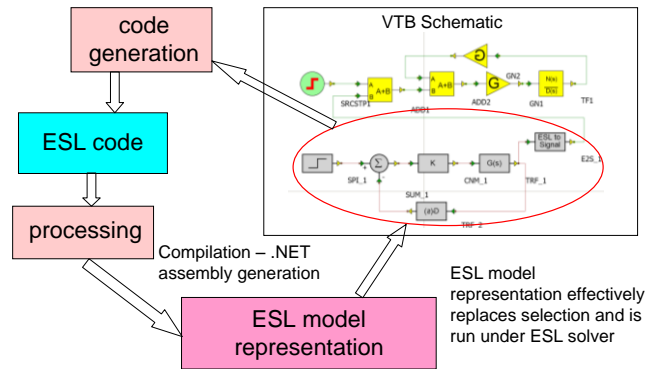 VTB Schematic
code
generation
ESL code
processing
Compilation – .NET
assembly generation
ESL model
representation
ESL model
representation effectively
replaces selection and is
run under ESL solver
G
A
B
A+B
SRCSTP1
A
B
A+B
ADD1
G
ADD2
GN2
N(s)
D(s)
GN1
TF1
ESL to
Signal
E2S_1
SPI_1
Σ
SUM_1
K
CNM_1
G(s)
TRF_1
G(s)
TRF_2